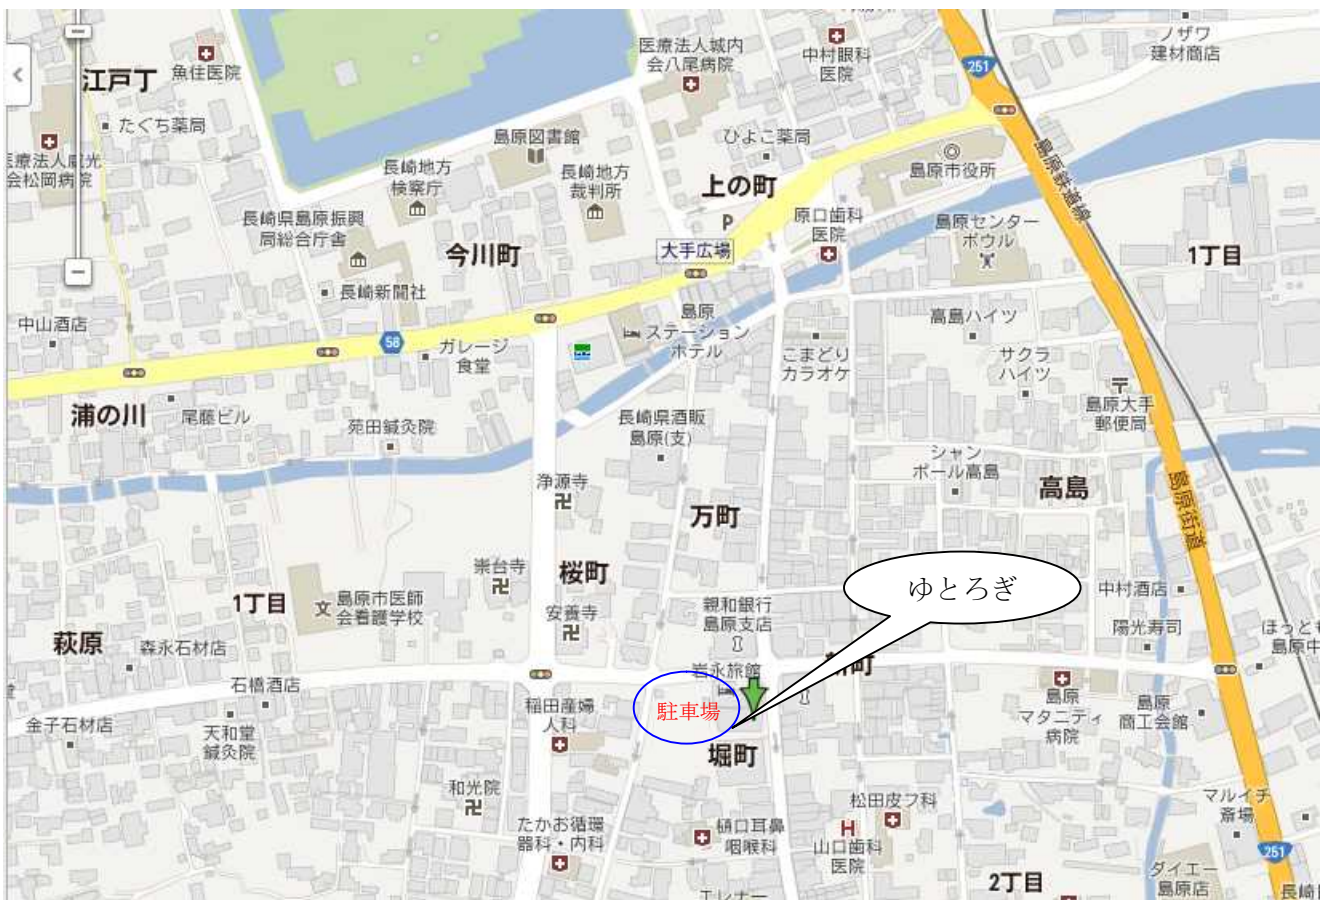 江戸丁
魚住医院
たぐち薬局
会松岡病院
医療法人城内
会八尾病院
中村眼科
医院
251
ノザワ
建材商店
島原図書館
長崎地方
検察庁
長崎地方
裁判所
ひよこ薬局
上の町
島原市役所
島原鉄道線
長崎県島原振興
局総合庁舎
今川町
P
大手広場
原口歯科
医院
島原センター
ボウル
1丁目
長崎新聞社
中山酒店
58
ガレージ
食堂
島原
ステーション
ホテル
こまどり
カラオケ
高島ハイツ
サクラ
ハイツ
島原大手
郵便局
浦の川
尾藤ビル
苑田鍼灸院
長崎県酒販
島原(支)
シャン
ポール高島
高島
島原街道
浄源寺
万町
崇台寺
桜町
安養寺
1丁目
島原市医師
会看護学校
親和銀行
島原支店
ゆとろぎ
中村酒店
陽光寿司
萩原
森永石材店
石橋酒店
岩永旅館
新町
金子石材店
天和堂
鍼灸院
稲田産婦
人科
駐車場
堀町
島原
マタニティ
病院
島原
商工会館
和光院
たかお循環
器科・内科
樋口耳鼻
咽喉科
松田皮フ科
山口歯科
医院
マルイチ
斎場
251
2丁目
ダイエー
島原店